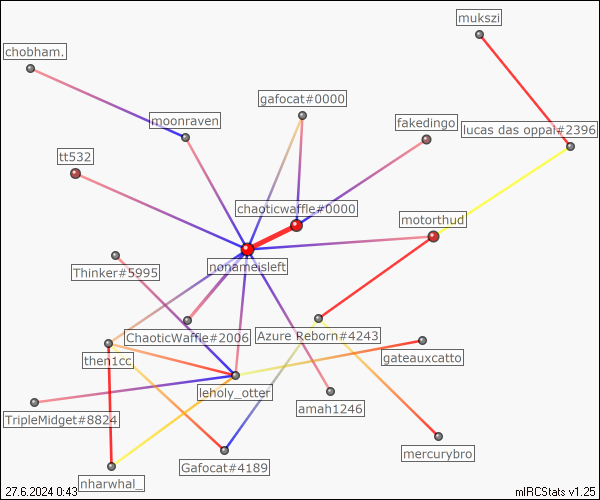 mukszi
chobham.
gafocat#0000
moonraven
fakedingo
lucas das oppai#2396
tt532
chaoticwaffle#0000
motorthud
nonameisleft
Thinker#5995
ChaoticWaffle#2006
Azure Reborn#4243
then1cc
gateauxcatto
leholy_otter
amah1246
TripleMidget#8824
mercurybro
Gafocat#4189
nharwhal_
27.6.2024 0:43
mIRCStats v1.25